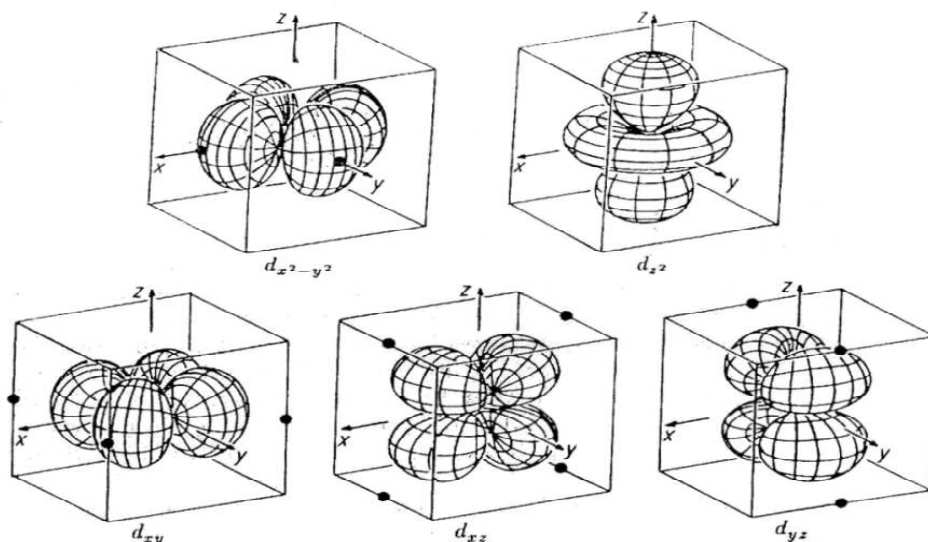 z z
x y x y
d_{x²-y²} d_{z²}
z z z
x y x y x y
d_{xy} d_{xz} d_{yz}